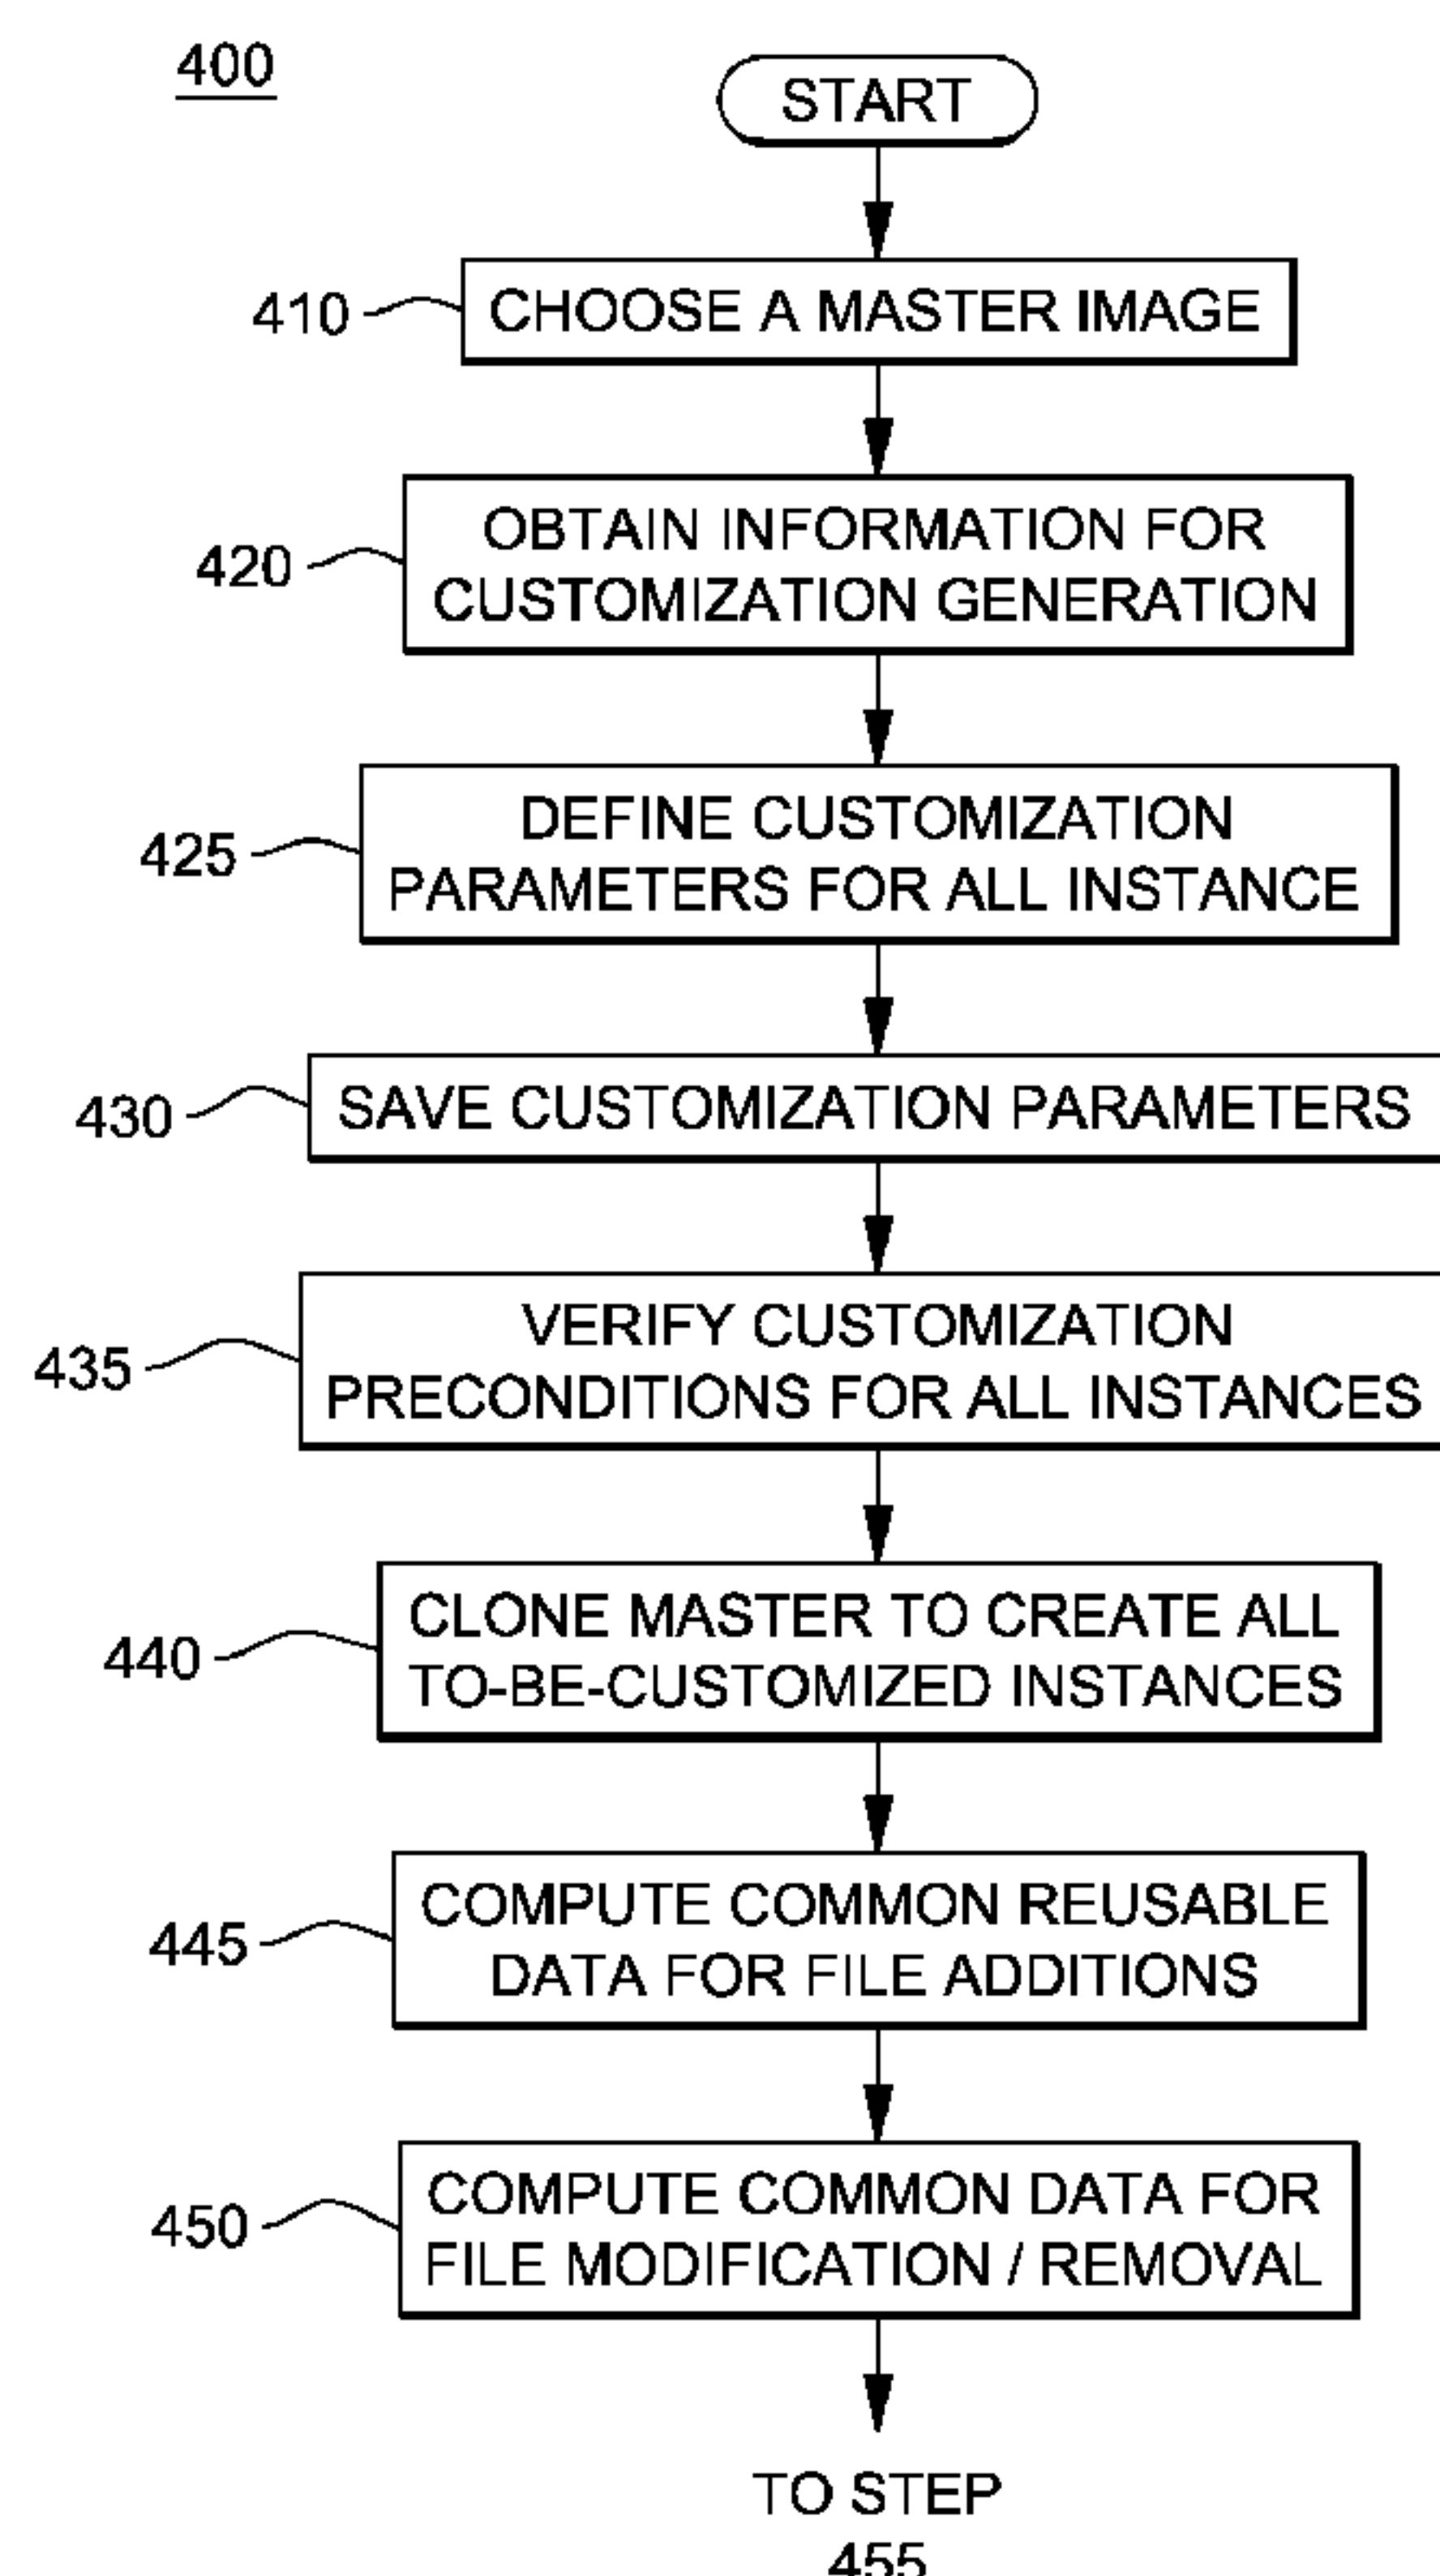 400
START
410
CHOOSE A MASTER IMAGE
420
OBTAIN INFORMATION FOR
CUSTOMIZATION GENERATION
425
DEFINE CUSTOMIZATION
PARAMETERS FOR ALL INSTANCE
430
SAVE CUSTOMIZATION PARAMETERS
435
VERIFY CUSTOMIZATION
PRECONDITIONS FOR ALL INSTANCES
440
CLONE MASTER TO CREATE ALL
TO-BE-CUSTOMIZED INSTANCES
445
COMPUTE COMMON REUSABLE
DATA FOR FILE ADDITIONS
450
COMPUTE COMMON DATA FOR
FILE MODIFICATION / REMOVAL
TO STEP
455